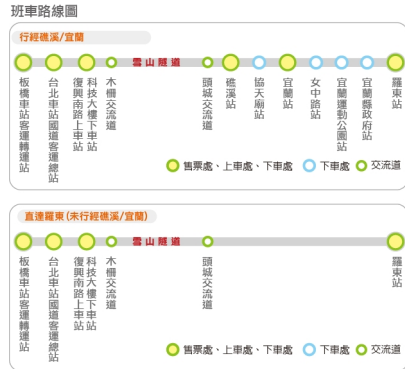 班車路線圖
行經礁溪/宜蘭
雪山隧道
板橋車站客運轉運站
台北車站國道客運總站
復興南路上車站
科技大樓下車站
木柵交流道
頭城交流道
礁溪站
協天廟站
宜蘭站
女中路站
宜蘭運動公園站
宜蘭縣政府站
羅東站
售票處、上車處、下車處 下車處 交流道
直達羅東(未行經礁溪/宜蘭)
雪山隧道
板橋車站客運轉運站
台北車站國道客運總站
復興南路上車站
科技大樓下車站
木柵交流道
頭城交流道
羅東站
售票處、上車處、下車處 下車處 交流道